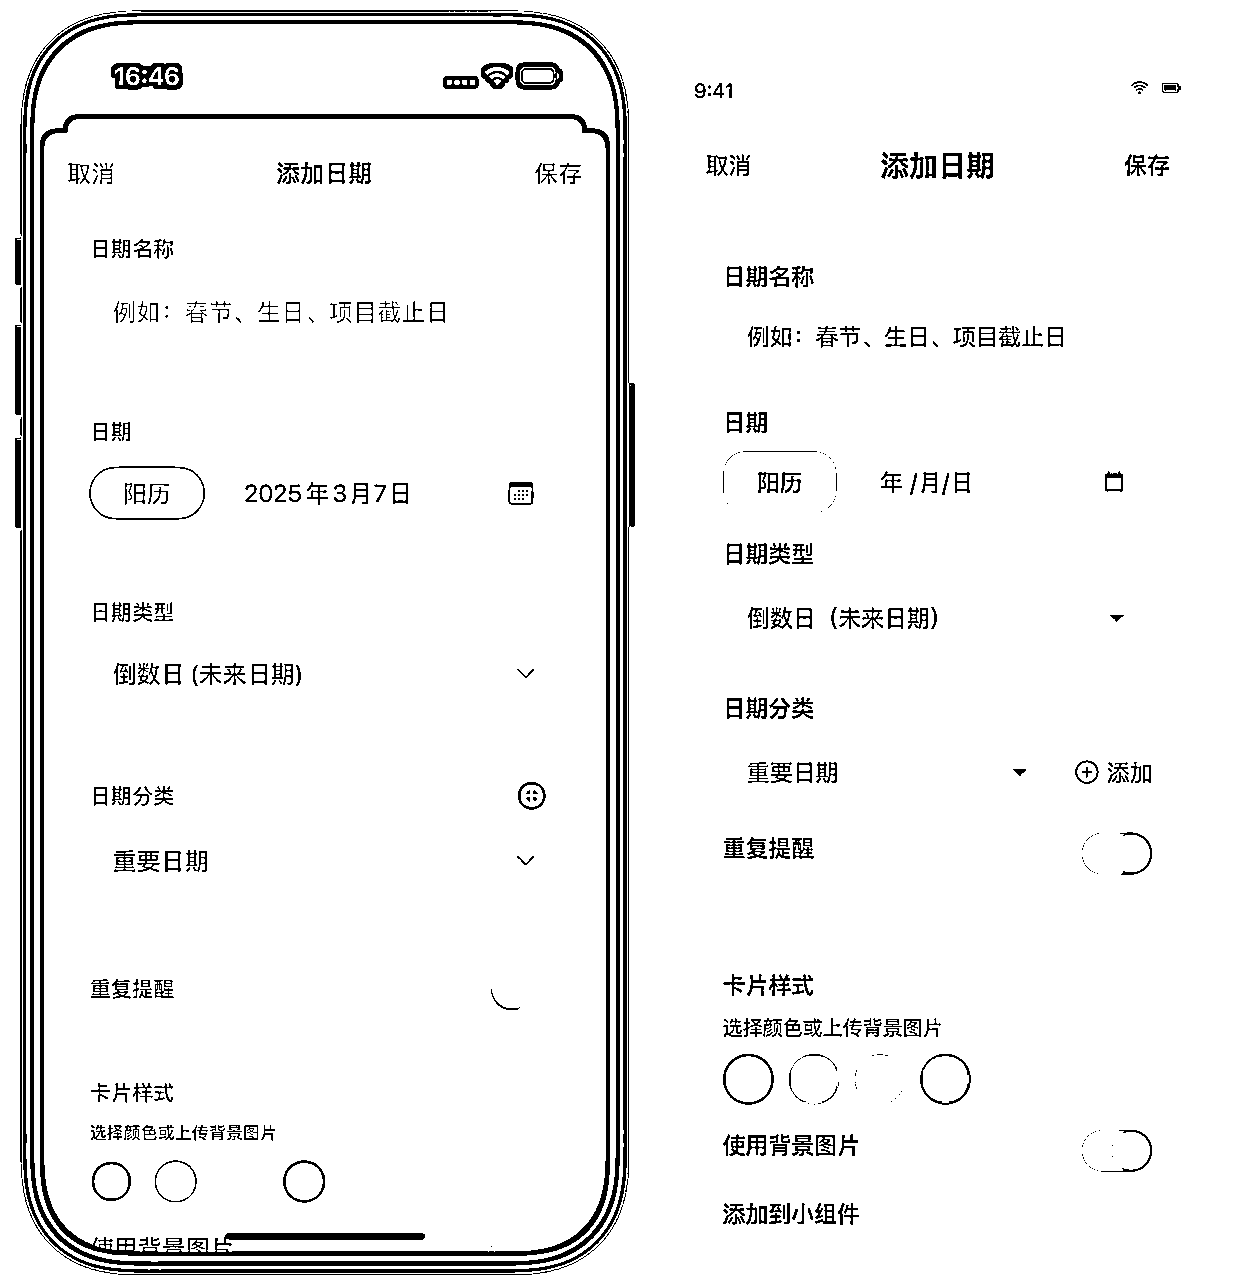 16:46
取消 添加日期 保存
日期名称
例如：春节、生日、项目截止日
日期
阳历 2025年3月7日
日期类型
倒数日 (未来日期)
日期分类
重要日期
重复提醒
卡片样式
选择颜色或上传背景图片
使用背景图片
9:41
取消 添加日期 保存
日期名称
例如：春节、生日、项目截止日
日期
阳历 年 /月/日
日期类型
倒数日（未来日期）
日期分类
重要日期 添加
重复提醒
卡片样式
选择颜色或上传背景图片
使用背景图片
添加到小组件